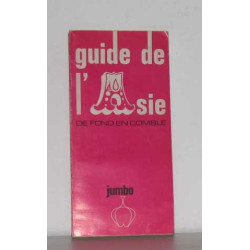 guide de
l'Asie
DE FOND EN COMBLE
jumbo